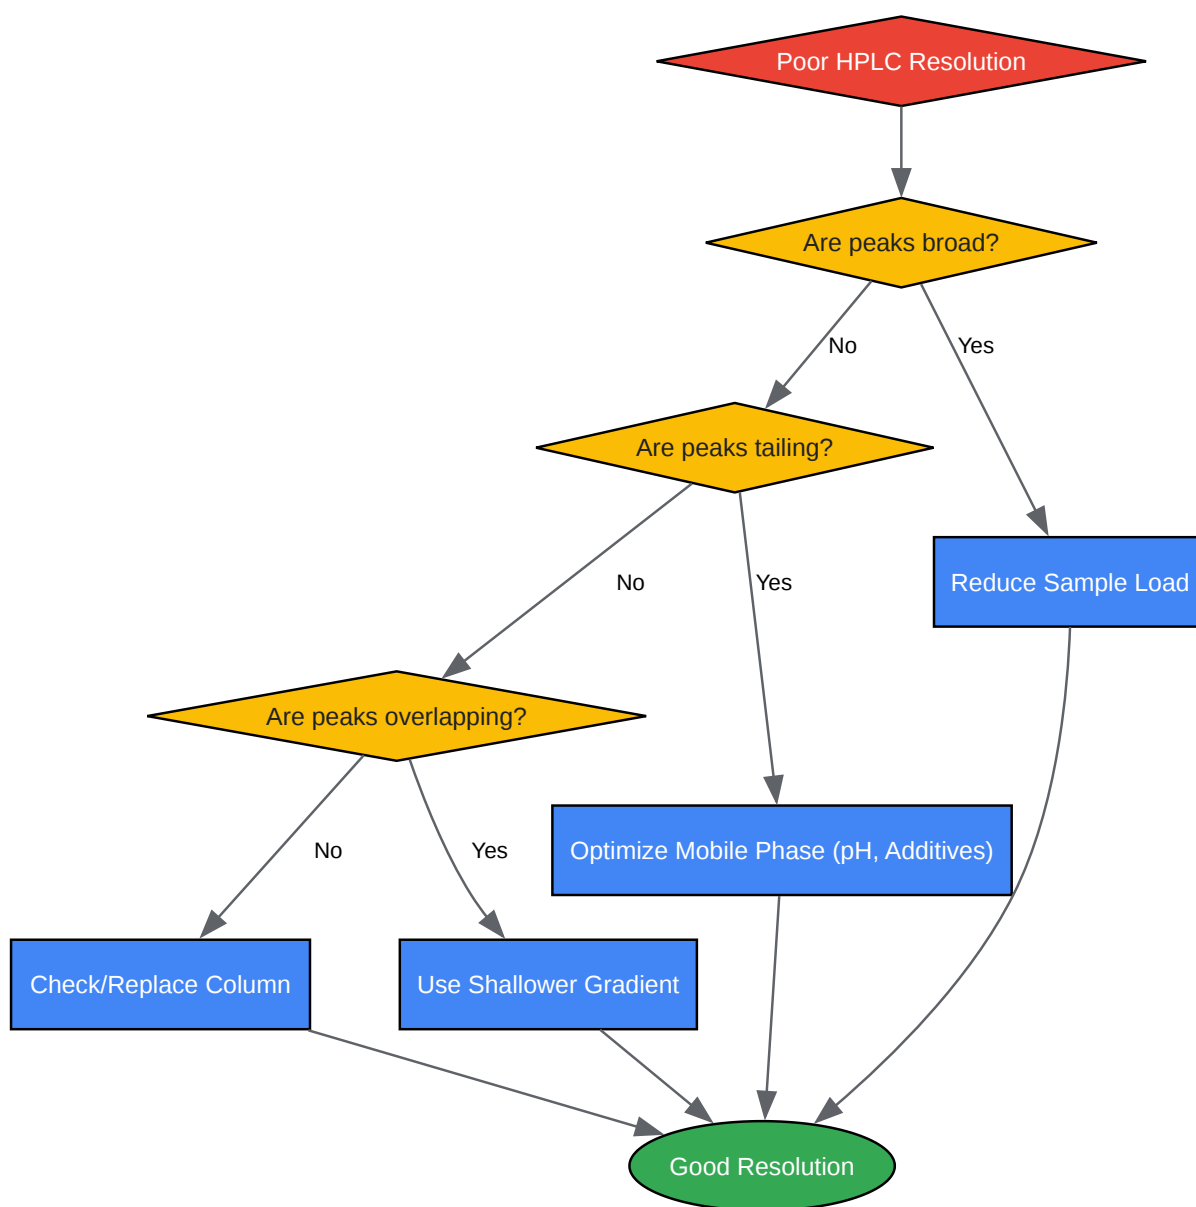 Poor HPLC Resolution
Are peaks broad?
No
Yes
Are peaks tailing?
No
Yes
Reduce Sample Load
Are peaks overlapping?
No
Yes
Optimize Mobile Phase (pH, Additives)
Check/Replace Column
Use Shallower Gradient
Good Resolution